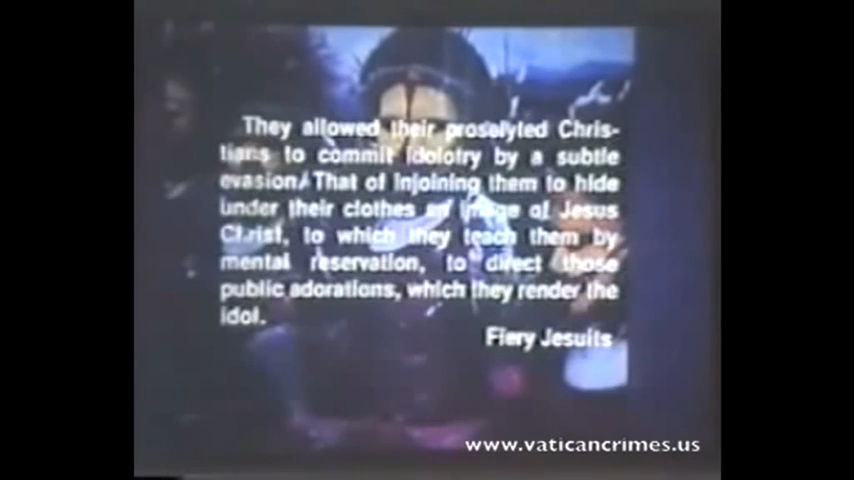 They allowed their proselyted Chris-
tians to commit idolotry by a subtle
evasion. That of injoining them to hide
under their clothes an image of Jesus
Christ, to which they teach them by
mental reservation, to direct those
public adorations, which they render the
idol.
Fiery Jesuits
www.vaticancrimes.us